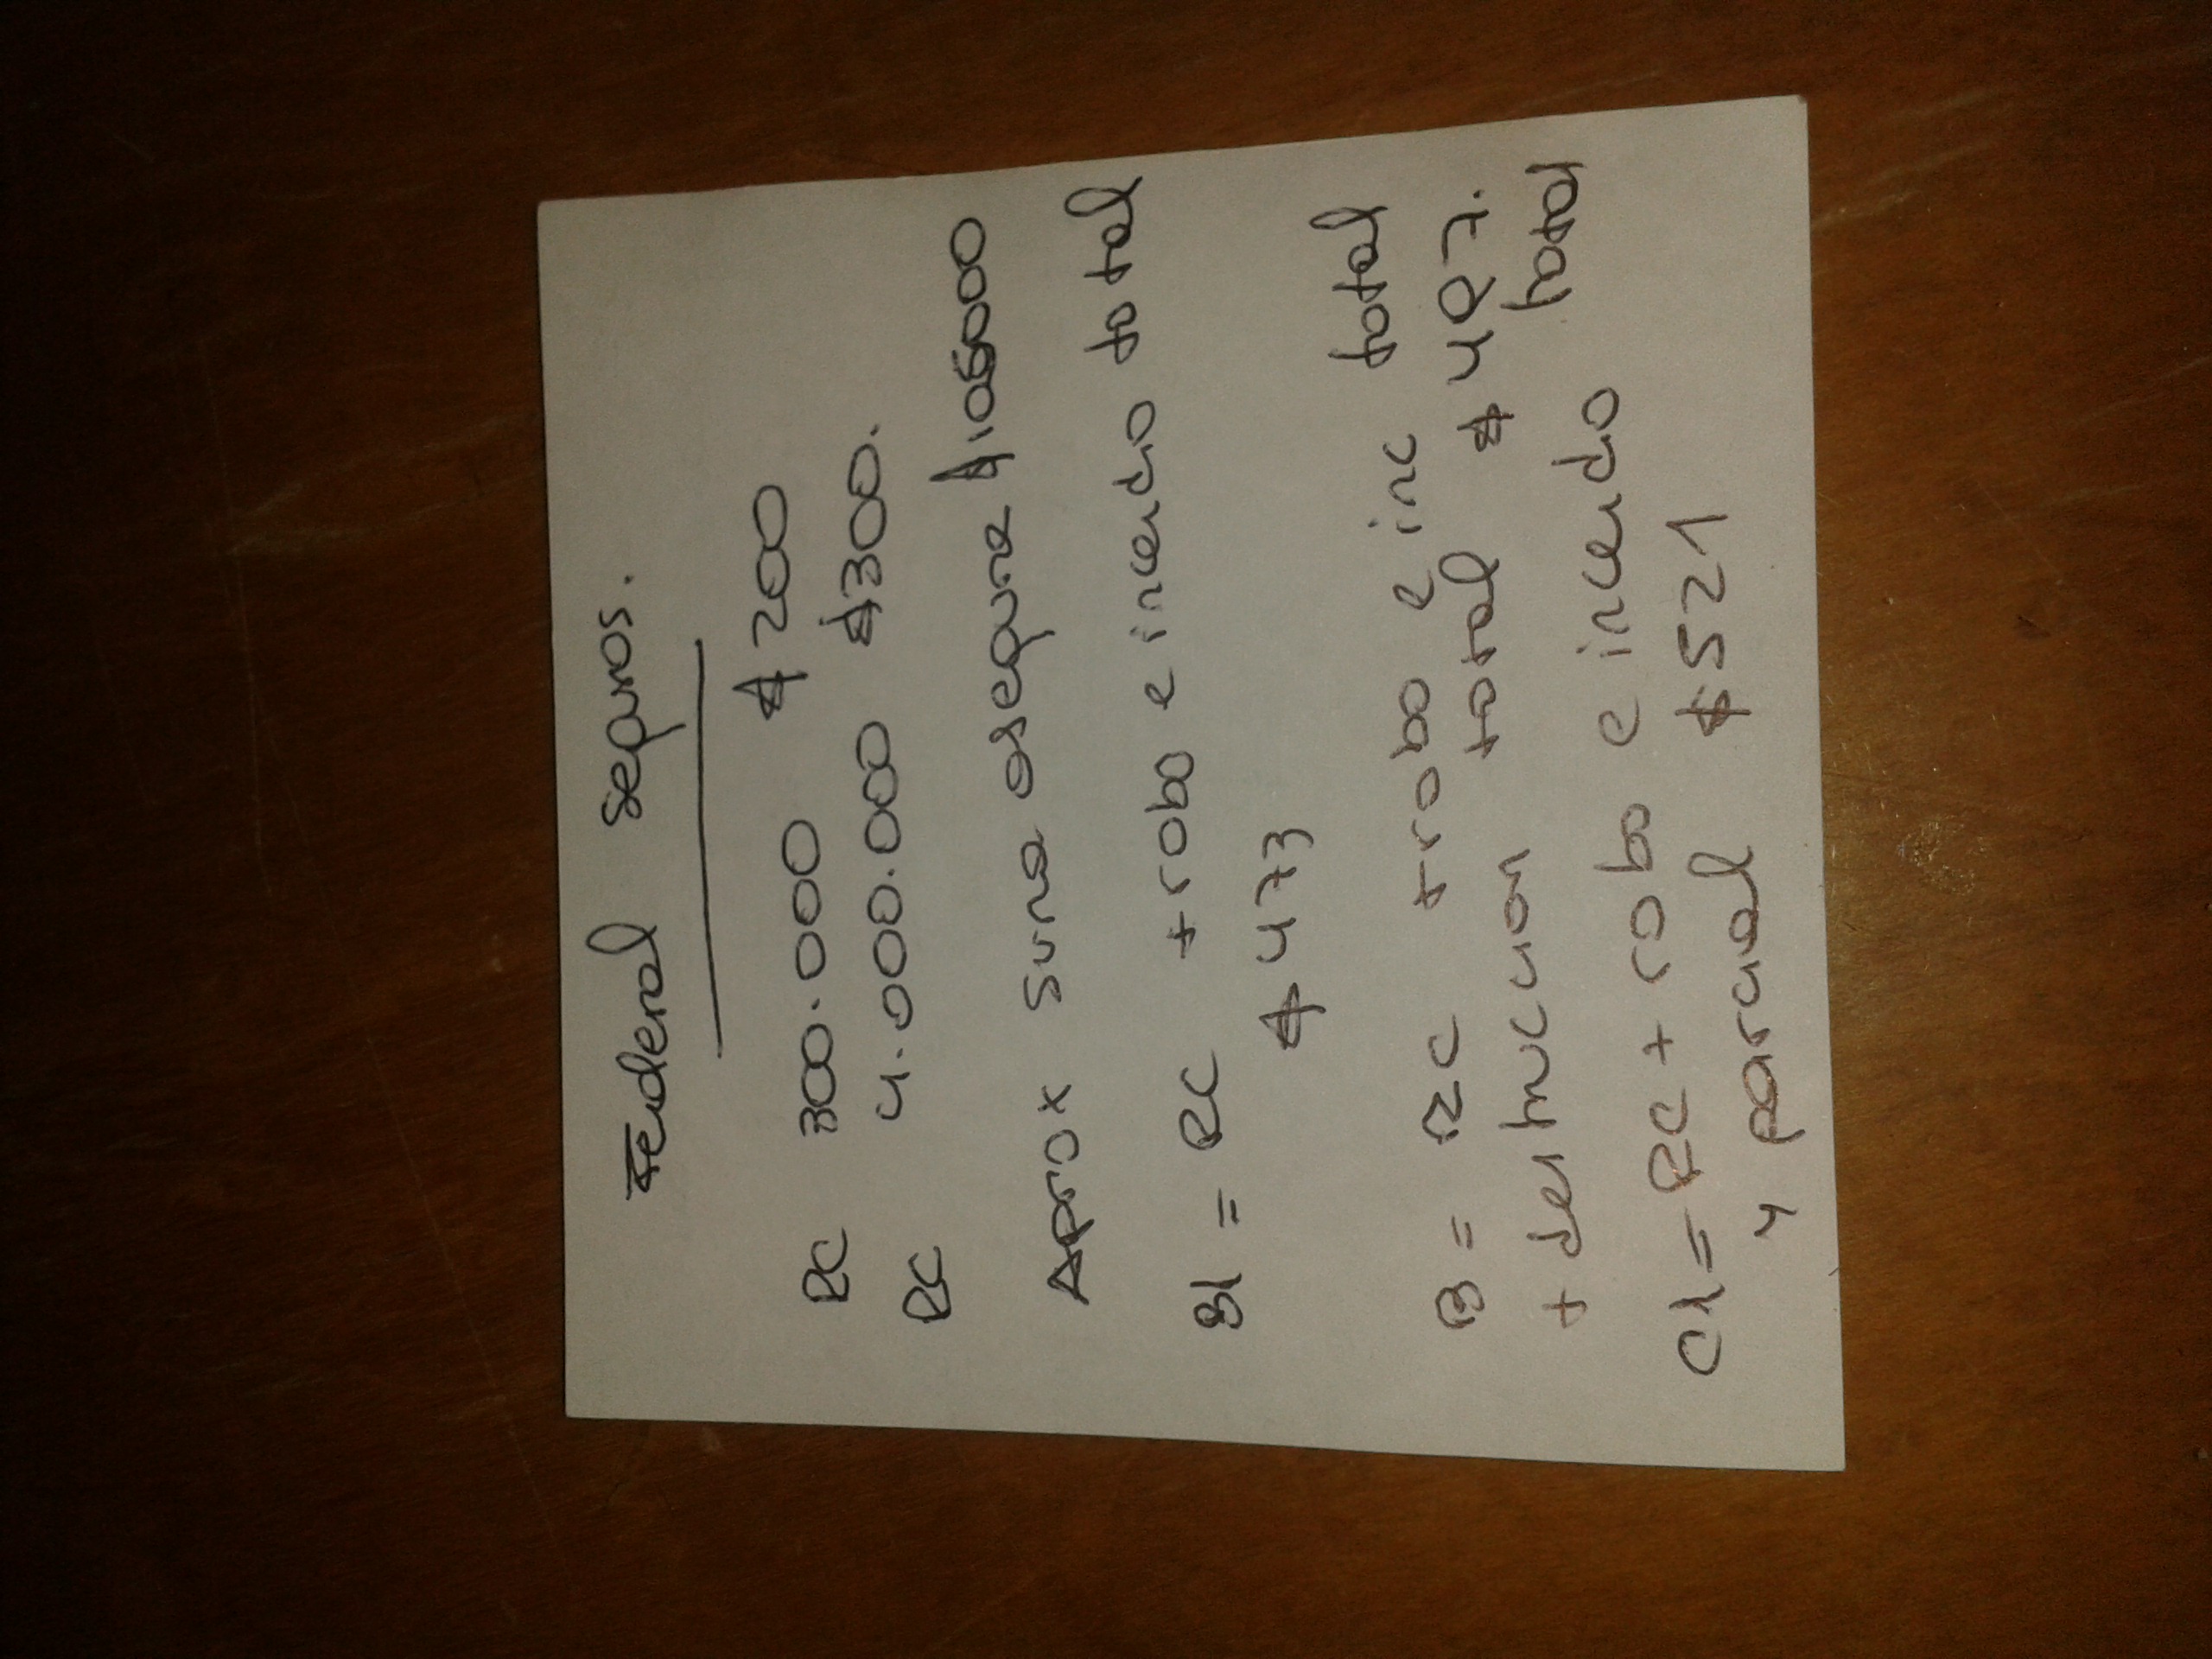 Federal Seguros.
RC 300.000 $200
RC 4.000.000 $300.
Aprox suma asegura $105000
B1 = RC + robo e incendio total
$473
B = RC + robo e inc total
+ destruccion total $497.
C1 = RC + robo e incendio total
y parcial $521